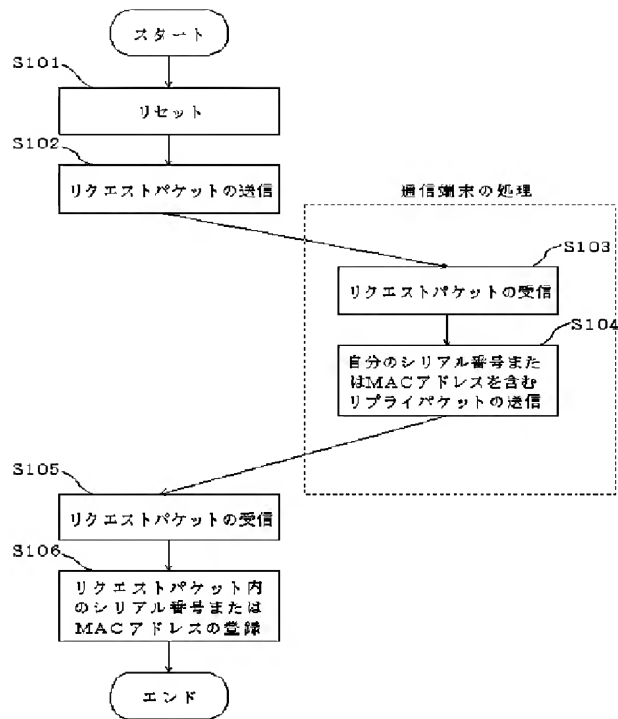 スタート
S101
リセット
S102
リクエストパケットの送信
通信端末の処理
S103
リクエストパケットの受信
S104
自分のシリアル番号また
はMACアドレスを含む
リプライパケットの送信
S105
リクエストパケットの受信
S106
リクエストパケット内
のシリアル番号または
MACアドレスの登録
エンド